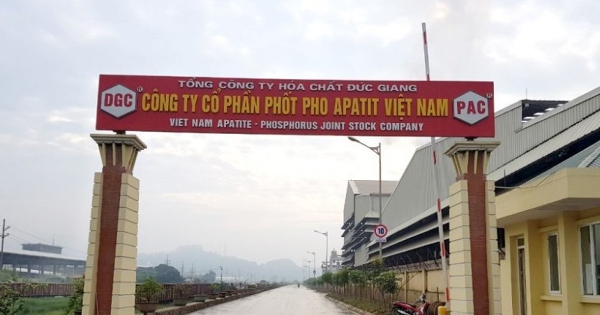 TỔNG CÔNG TY HÓA CHẤT ĐỨC GIANG
DGC
CÔNG TY CỔ PHẦN PHỐT PHO APATIT VIỆT NAM
PAC
VIET NAM APATITE - PHOSPHORUS JOINT STOCK COMPANY
10